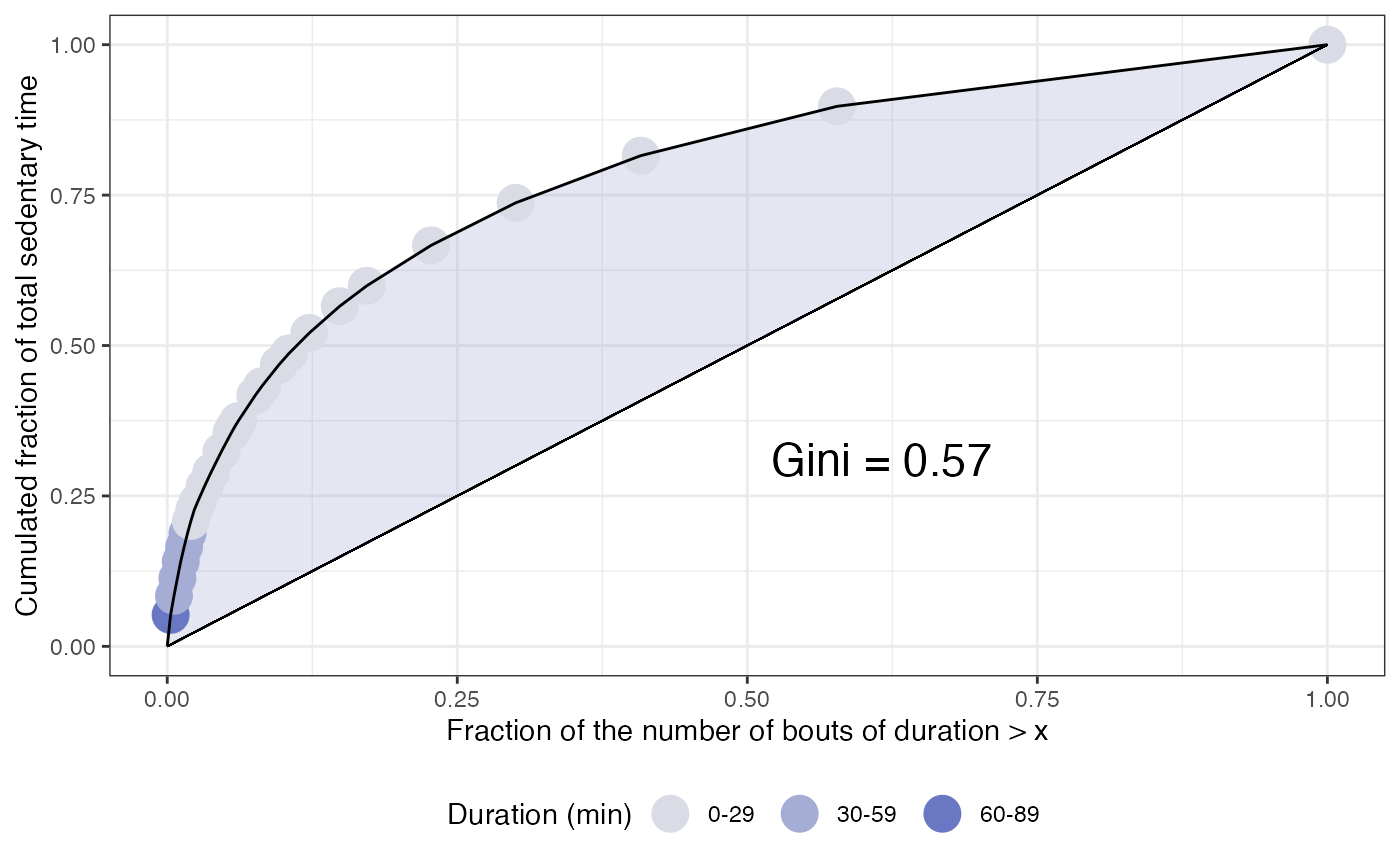 Cumulated fraction of total sedentary time
1.00
0.75
0.50
0.25
0.00
Gini = 0.57
0.00 0.25 0.50 0.75 1.00
Fraction of the number of bouts of duration > x
Duration (min) 0-29 30-59 60-89